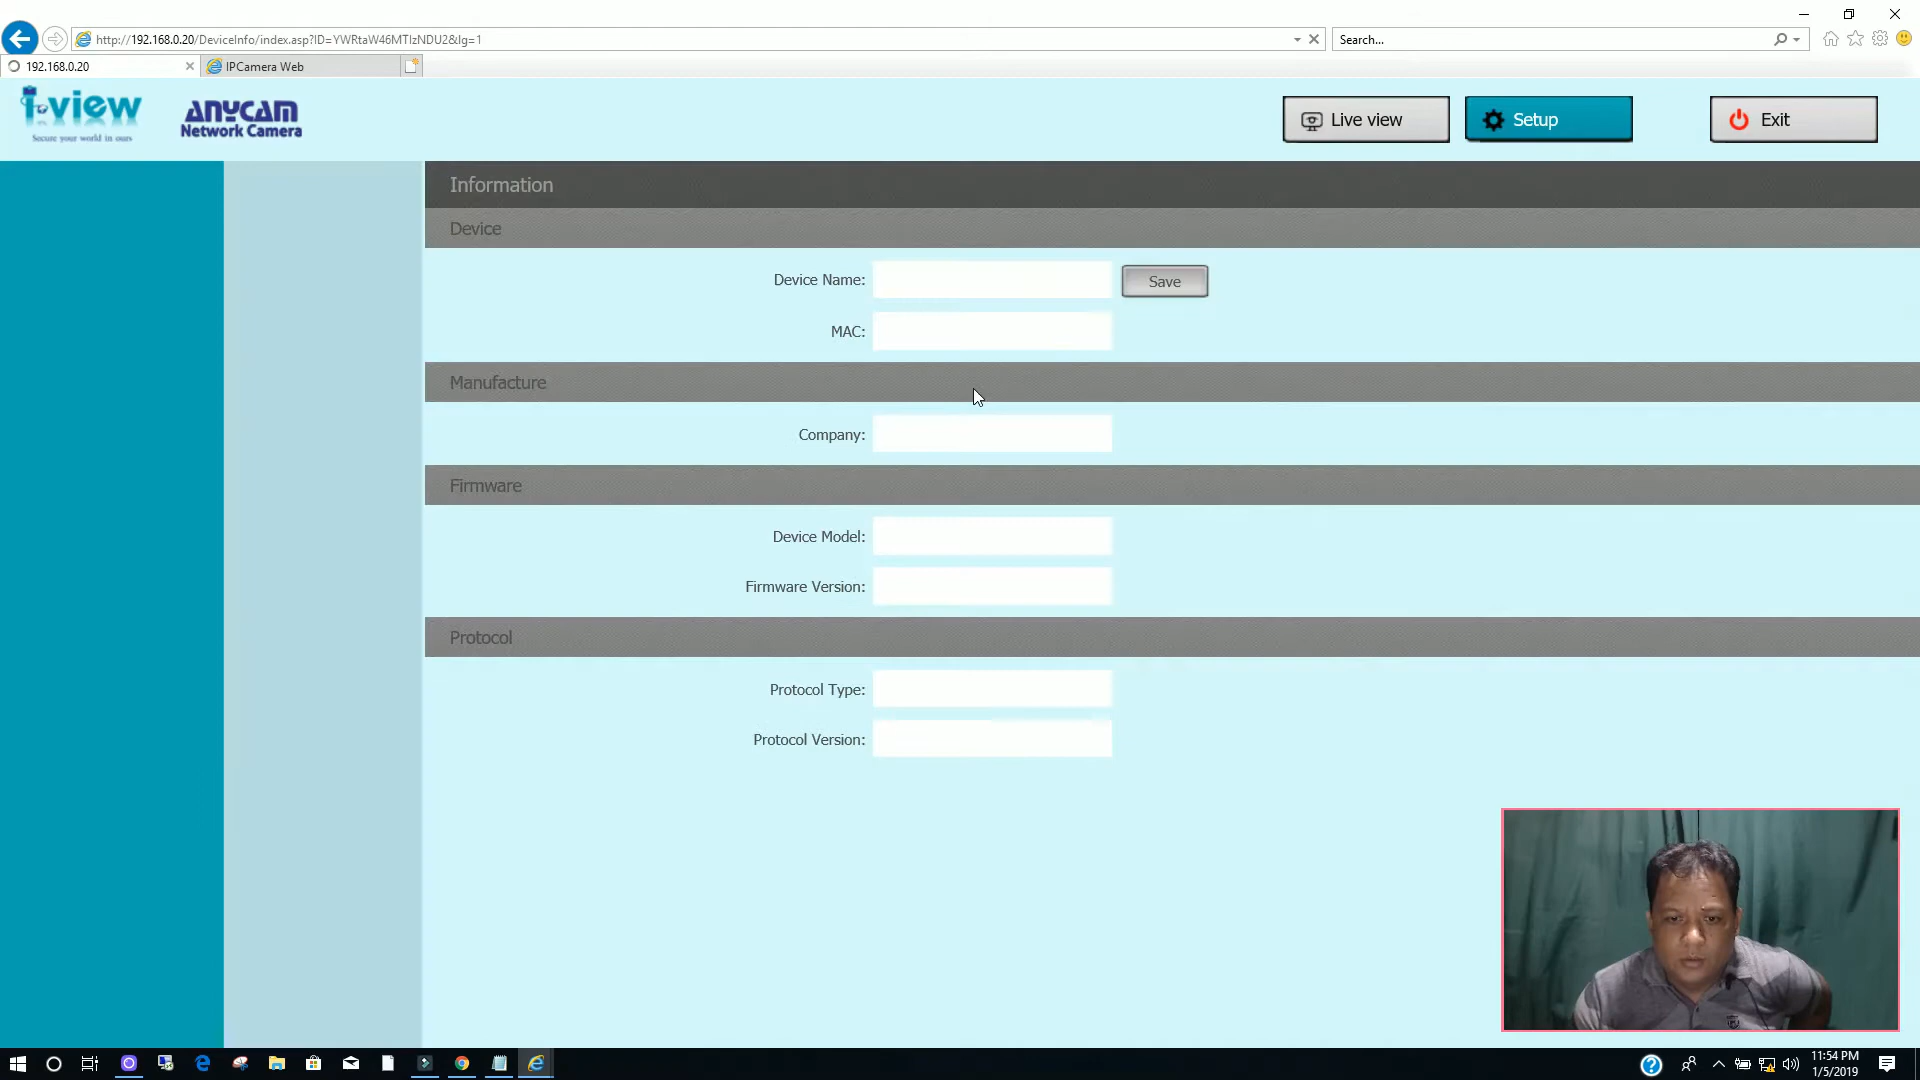 http://192.168.0.20/DeviceInfo/index.asp?ID=YWRtaW46MTIzNDU2&lg=1
Search...
192.168.0.20
IPCamera Web
i-view
Secure your world in ours
ANYCAM
Network Camera
Live view
Setup
Exit
Information
Device
Device Name:
Save
MAC:
Manufacture
Company:
Firmware
Device Model:
Firmware Version:
Protocol
Protocol Type:
Protocol Version:
11:54 PM
1/5/2019